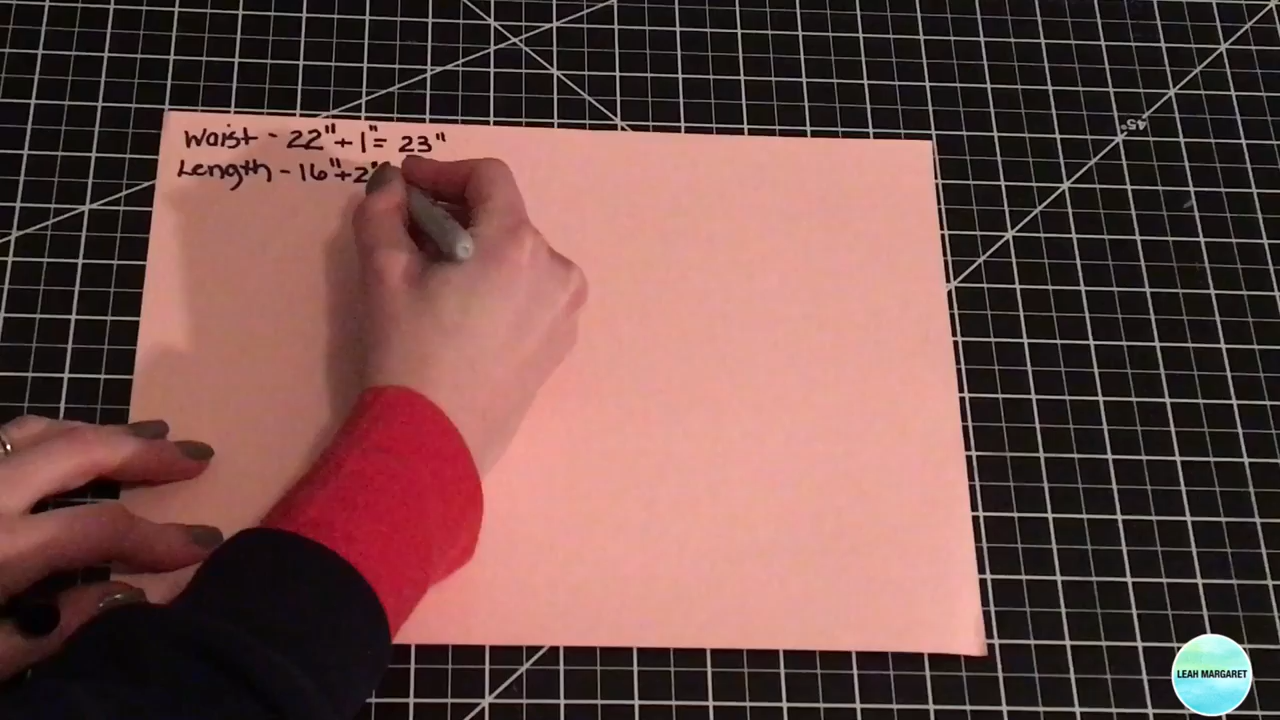 Waist - 22"+1"= 23"
Length - 16"+2"
45°
LEAH MARGARET